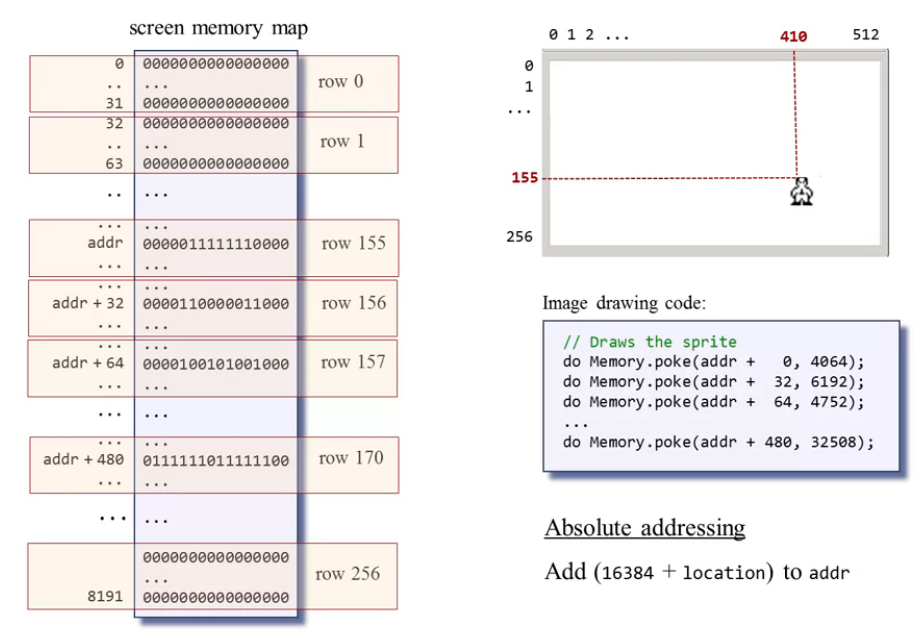 screen memory map
0 0000000000000000
.. ...
31 0000000000000000
row 0
32 0000000000000000
.. ...
63 0000000000000000
row 1
.. ...
... ...
addr 0000011111110000
... ...
row 155
... ...
addr + 32 0000110000011000
... ...
row 156
... ...
addr + 64 0000100101001000
... ...
row 157
... ...
... ...
addr + 480 0111111011111100
... ...
row 170
... ...
0000000000000000
...
8191 0000000000000000
row 256
0 1 2 ... 410 512
0
1
...
155
256
Image drawing code:
// Draws the sprite
do Memory.poke(addr + 0, 4064);
do Memory.poke(addr + 32, 6192);
do Memory.poke(addr + 64, 4752);
...
do Memory.poke(addr + 480, 32508);
Absolute addressing
Add (16384 + location) to addr